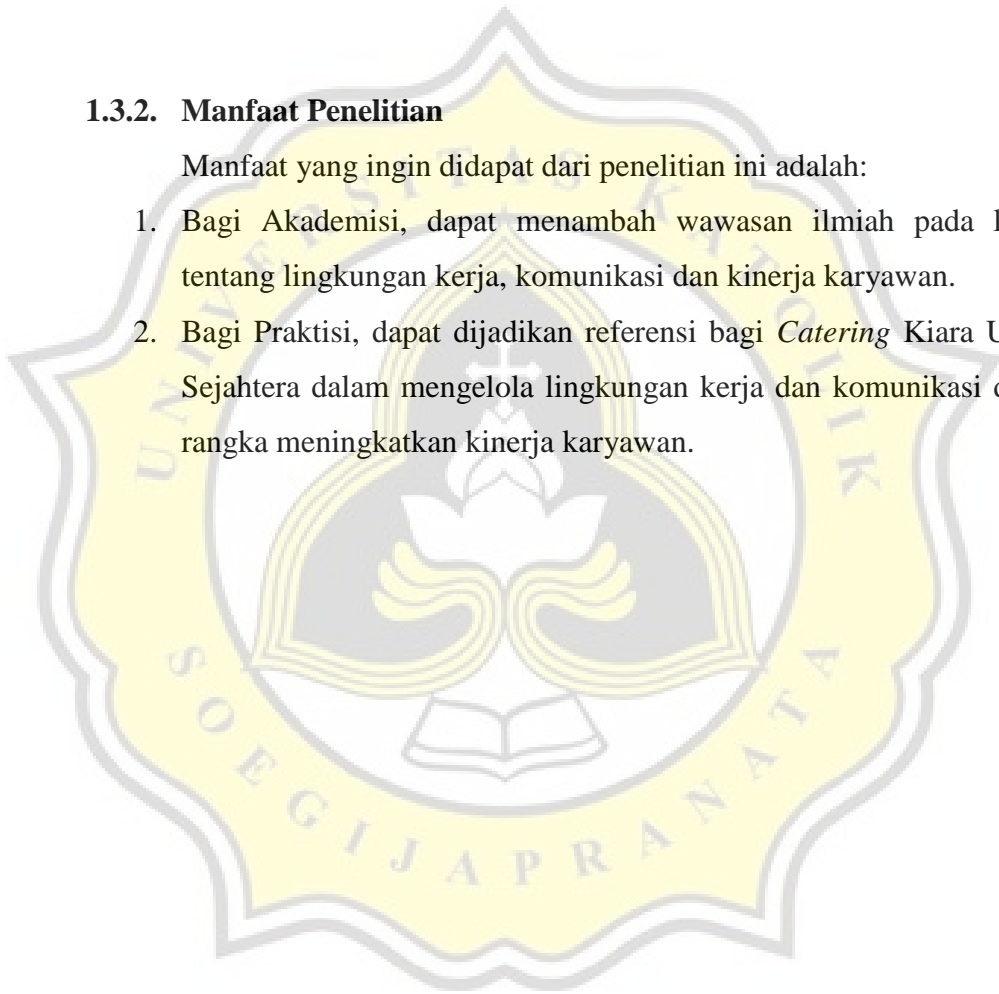 1.3.2. Manfaat Penelitian
Manfaat yang ingin didapat dari penelitian ini adalah:
1. Bagi Akademisi, dapat menambah wawasan ilmiah pada
tentang lingkungan kerja, komunikasi dan kinerja karyawan.
2. Bagi Praktisi, dapat dijadikan referensi bagi Catering Kiara
Sejahtera dalam mengelola lingkungan kerja dan komunikasi
rangka meningkatkan kinerja karyawan.
UNIVERSITAS KATOLIK
SOEGIJAPRANATA